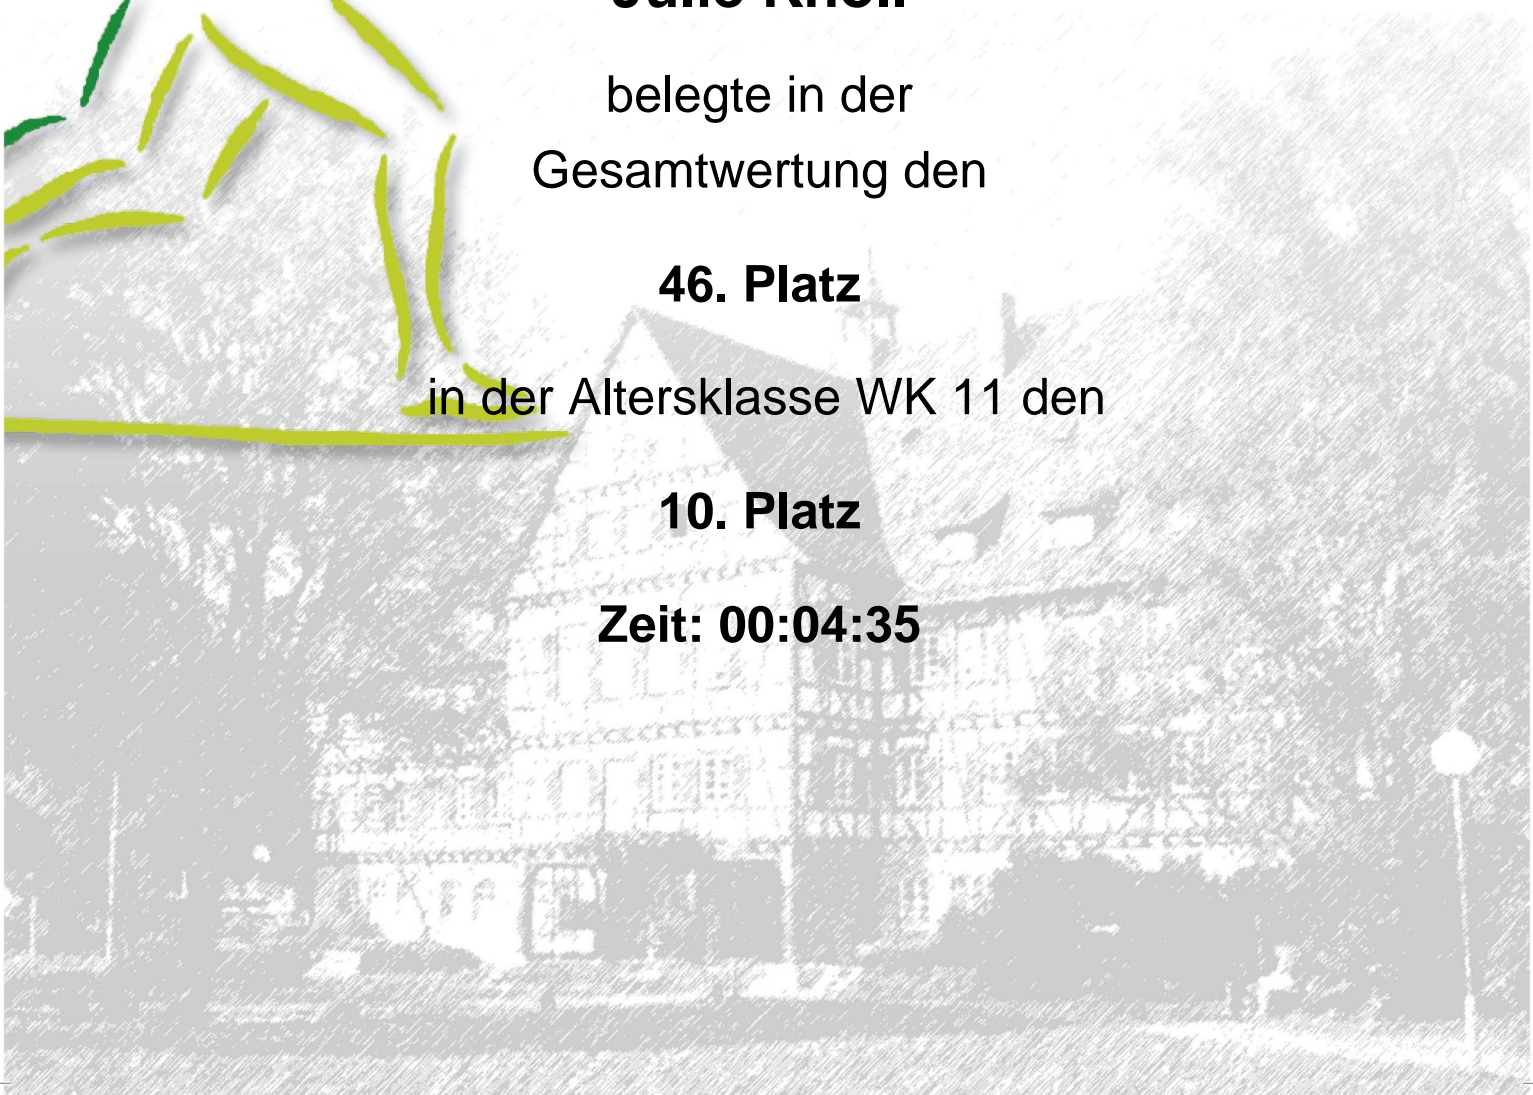 belegte in der
Gesamtwertung den
46. Platz
in der Altersklasse WK 11 den
10. Platz
Zeit: 00:04:35